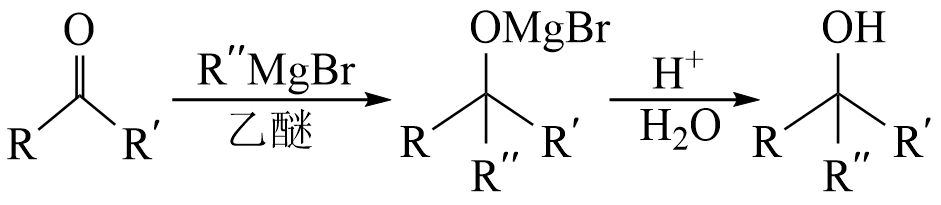 O
R R′
R″MgBr
乙醚
OMgBr
R R″ R′
H⁺
H₂O
OH
R R″ R′